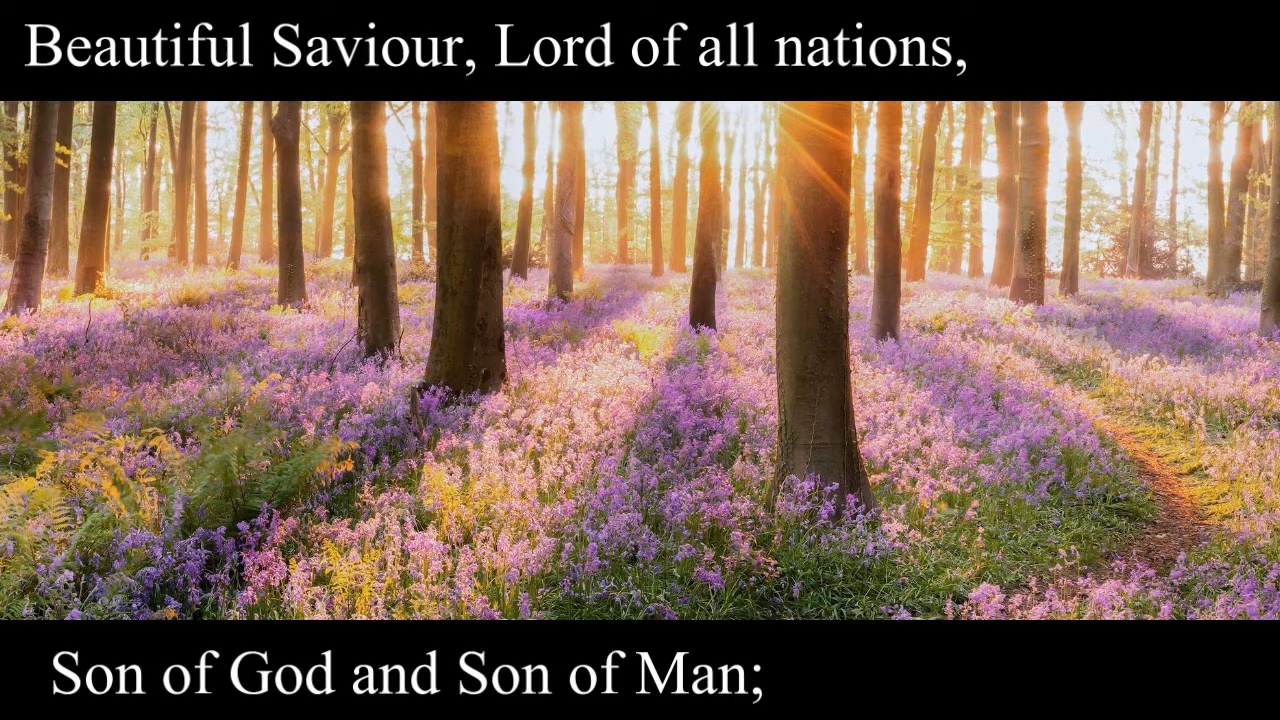 Beautiful Saviour, Lord of all nations,
Son of God and Son of Man;